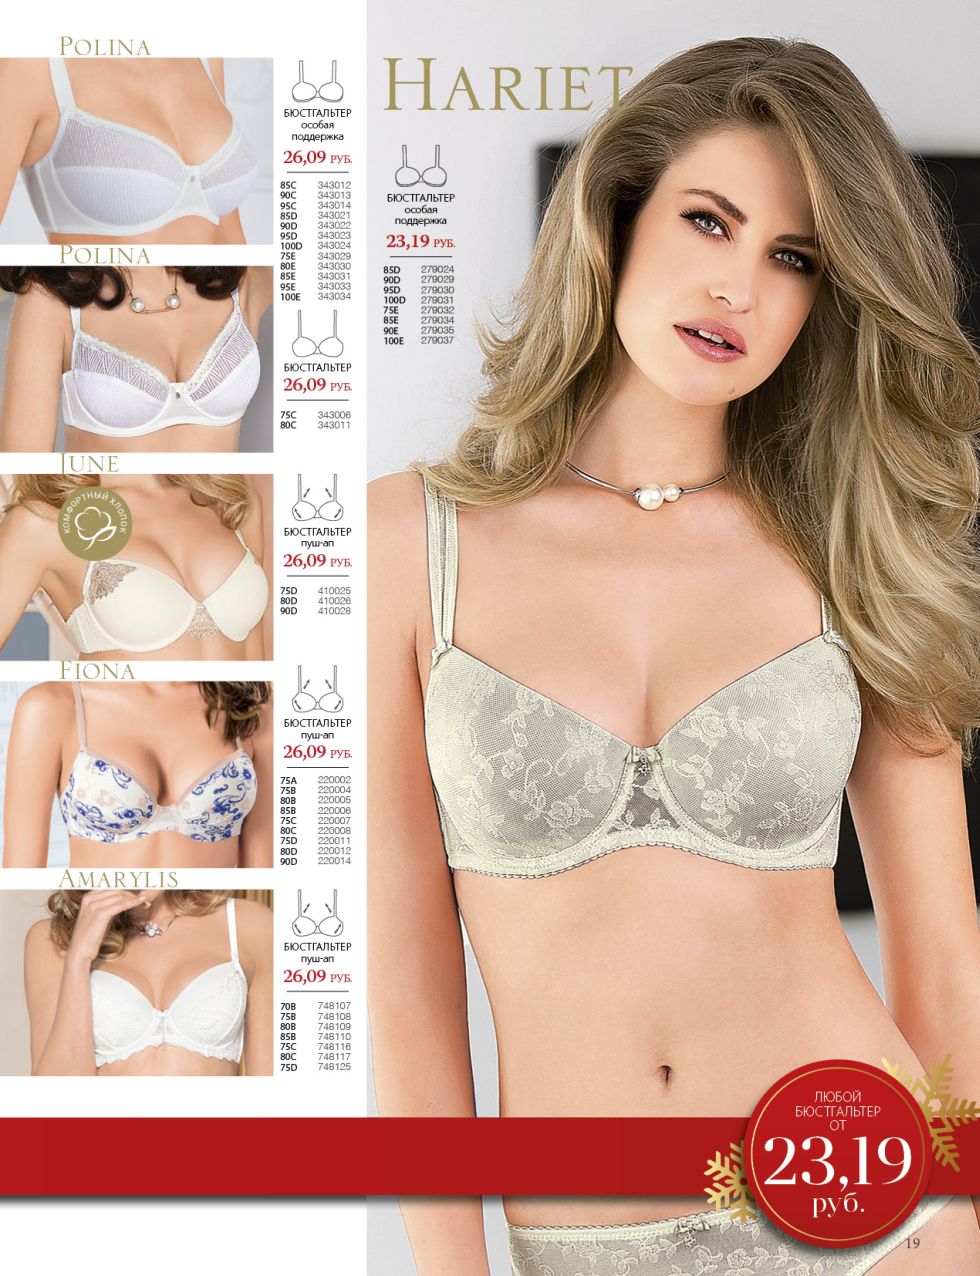 POLINA
БЮСТГАЛЬТЕР
особая
поддержка
26,09 РУБ.
85C 343012
90C 343013
95C 343014
85D 343021
90D 343022
95D 343023
100D 343024
75E 343029
80E 343030
85E 343031
95E 343033
100E 343034
POLINA
БЮСТГАЛЬТЕР
26,09 РУБ.
75C 343006
80C 343011
JUNE
КОМФОРТНЫЙ ХЛОПОК
БЮСТГАЛЬТЕР
пуш-ап
26,09 РУБ.
75D 410025
80D 410026
90D 410028
FIONA
БЮСТГАЛЬТЕР
пуш-ап
26,09 РУБ.
75A 220002
75B 220004
80B 220005
85B 220006
75C 220007
80C 220008
75D 220011
80D 220012
90D 220014
AMARYLIS
БЮСТГАЛЬТЕР
пуш-ап
26,09 РУБ.
70B 748107
75B 748108
80B 748109
85B 748110
75C 748116
80C 748117
75D 748125
HARIET
БЮСТГАЛЬТЕР
особая
поддержка
23,19 РУБ.
85D 279024
90D 279029
95D 279030
100D 279031
75E 279032
85E 279034
90E 279035
100E 279037
ЛЮБОЙ
БЮСТГАЛЬТЕР
ОТ
23,19
руб.
19